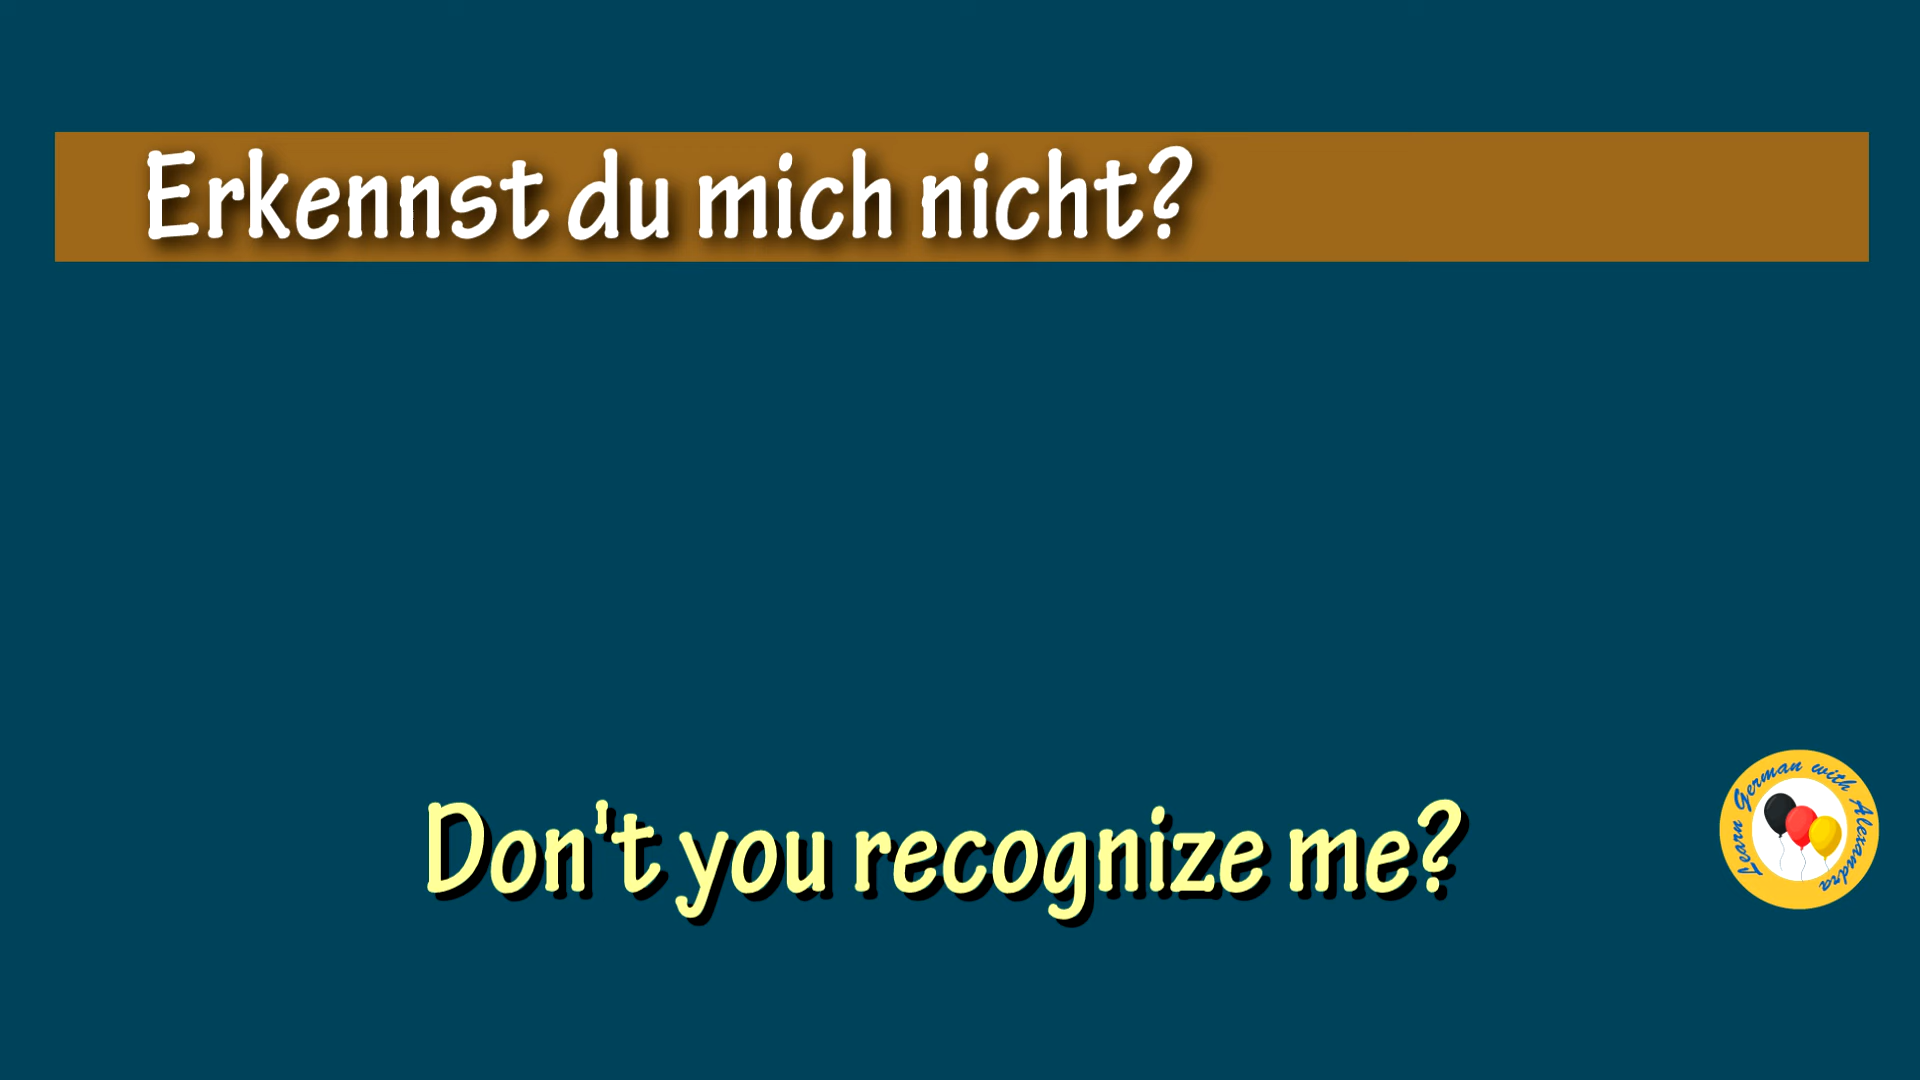 Erkennst du mich nicht?
Don't you recognize me?
Learn German with Alexandra